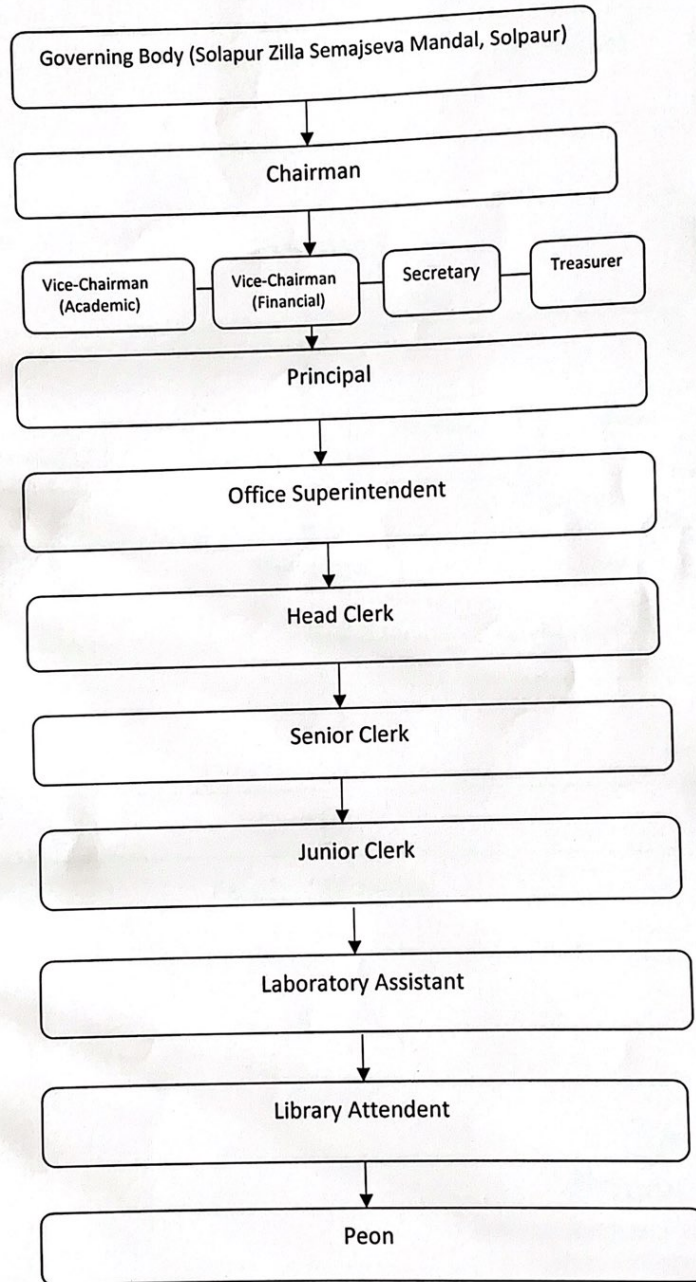 Governing Body (Solapur Zilla Semajseva Mandal, Solpaur)
Chairman
Vice-Chairman
(Academic)
Vice-Chairman
(Financial)
Secretary
Treasurer
Principal
Office Superintendent
Head Clerk
Senior Clerk
Junior Clerk
Laboratory Assistant
Library Attendent
Peon